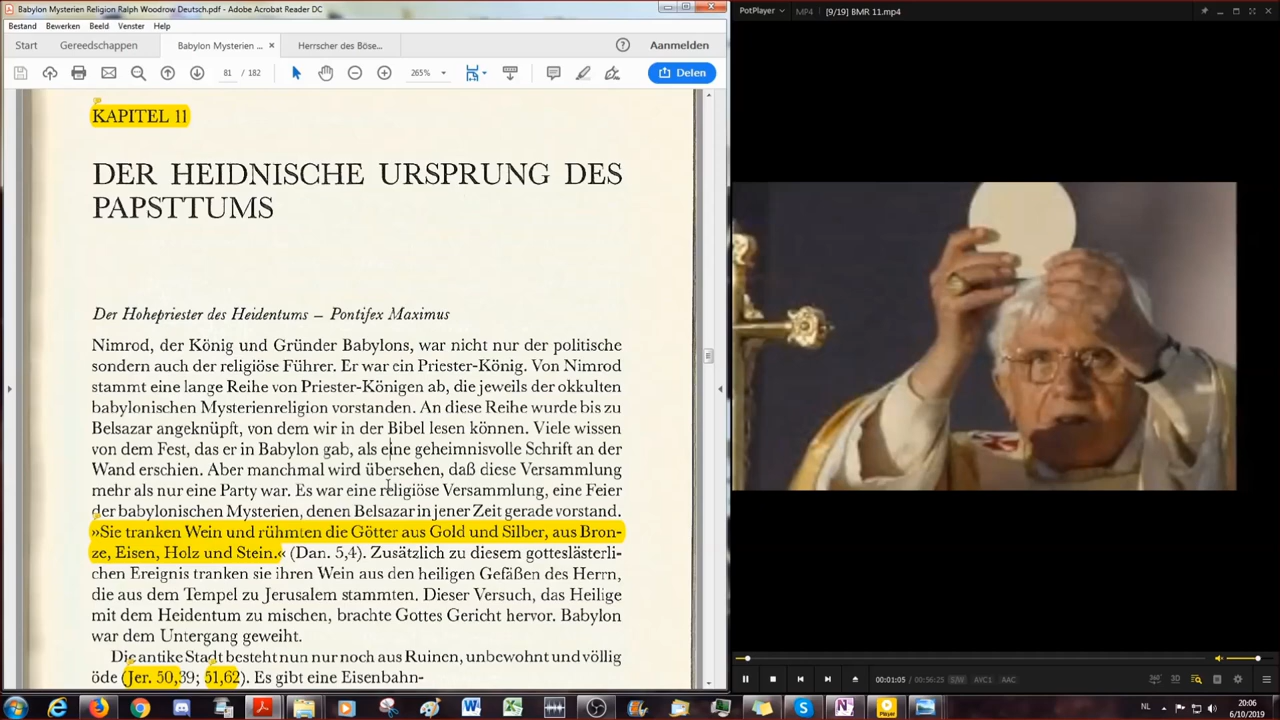 Babylon Mysterien Religion Ralph Woodrow Deutsch.pdf - Adobe Acrobat Reader DC
Bestand Bewerken Beeld Venster Help
Start Gereedschappen Babylon Mysterien ... × Herrscher des Böse... Aanmelden
81 / 182 265% Delen
KAPITEL 11
DER HEIDNISCHE URSPRUNG DES
PAPSTTUMS
Der Hohepriester des Heidentums – Pontifex Maximus
Nimrod, der König und Gründer Babylons, war nicht nur der politische
sondern auch der religiöse Führer. Er war ein Priester-König. Von Nimrod
stammt eine lange Reihe von Priester-Königen ab, die jeweils der okkulten
babylonischen Mysterienreligion vorstanden. An diese Reihe wurde bis zu
Belsazar angeknüpft, von dem wir in der Bibel lesen können. Viele wissen
von dem Fest, das er in Babylon gab, als eine geheimnisvolle Schrift an der
Wand erschien. Aber manchmal wird übersehen, daß diese Versammlung
mehr als nur eine Party war. Es war eine religiöse Versammlung, eine Feier
der babylonischen Mysterien, denen Belsazar in jener Zeit gerade vorstand.
»Sie tranken Wein und rühmten die Götter aus Gold und Silber, aus Bron-
ze, Eisen, Holz und Stein.« (Dan. 5,4). Zusätzlich zu diesem gotteslästerli-
chen Ereignis tranken sie ihren Wein aus den heiligen Gefäßen des Herrn,
die aus dem Tempel zu Jerusalem stammten. Dieser Versuch, das Heilige
mit dem Heidentum zu mischen, brachte Gottes Gericht hervor. Babylon
war dem Untergang geweiht.
Die antike Stadt besteht nun nur noch aus Ruinen, unbewohnt und völlig
öde (Jer. 50,39; 51,62). Es gibt eine Eisenbahn-
PotPlayer MP4 [9/19] BMR 11.mp4
00:01:05 / 00:56:25 S/W AVC1 AAC 360° 3D
NL 20:06
6/10/2019